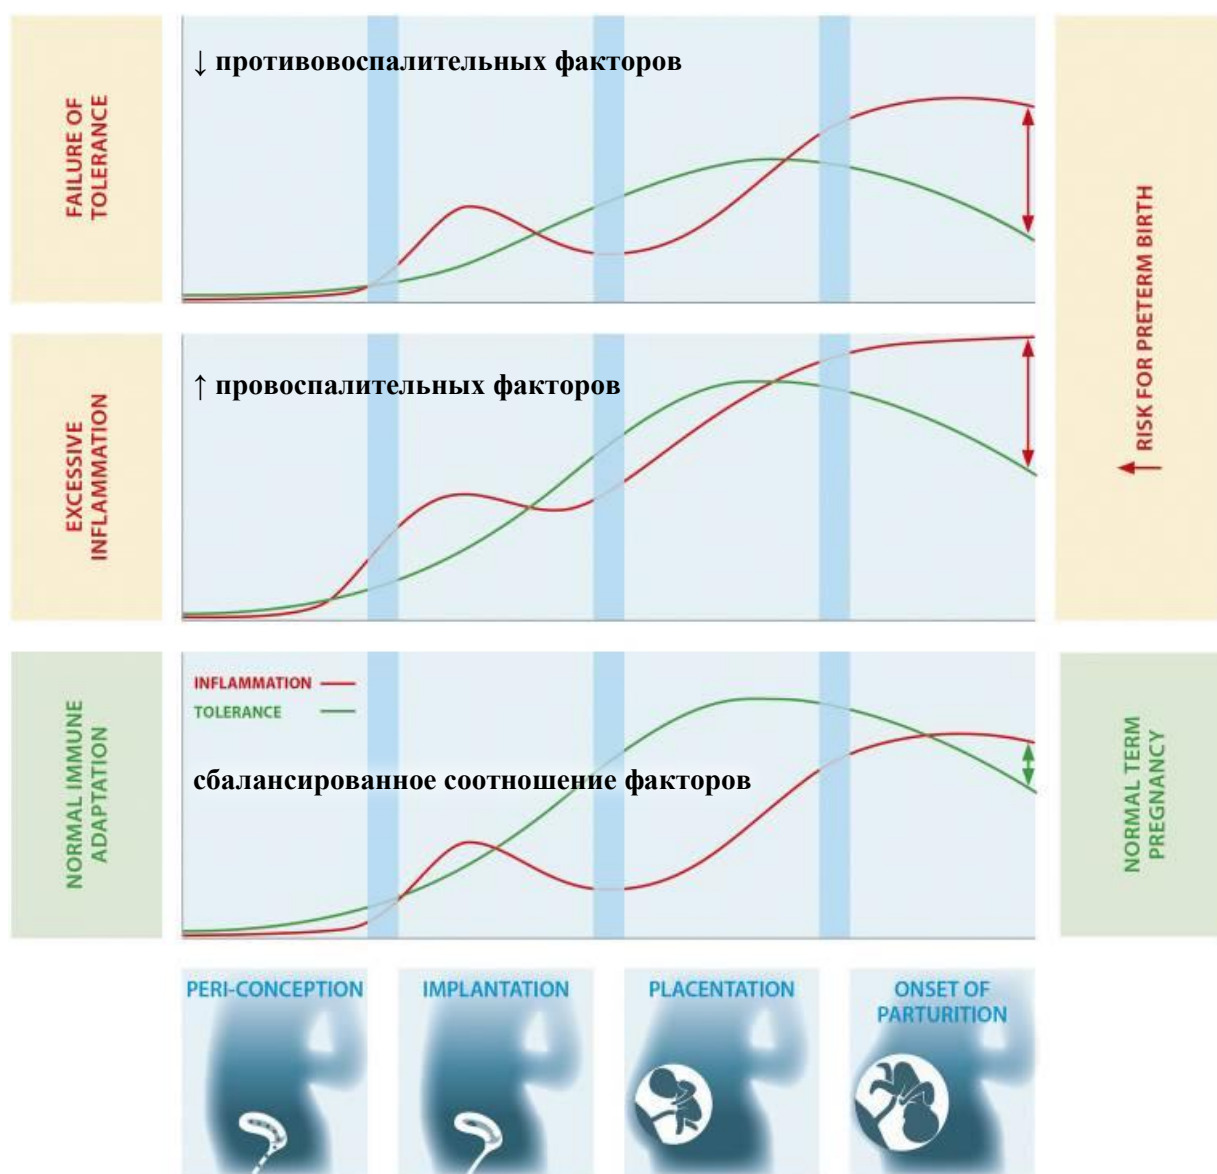 FAILURE OF
TOLERANCE
↓ противовоспалительных факторов
EXCESSIVE
INFLAMMATION
↑ провоспалительных факторов
↑ RISK FOR PRETERM BIRTH
NORMAL IMMUNE
ADAPTATION
INFLAMMATION
TOLERANCE
сбалансированное соотношение факторов
NORMAL TERM
PREGNANCY
PERI-CONCEPTION
IMPLANTATION
PLACENTATION
ONSET OF
PARTURITION